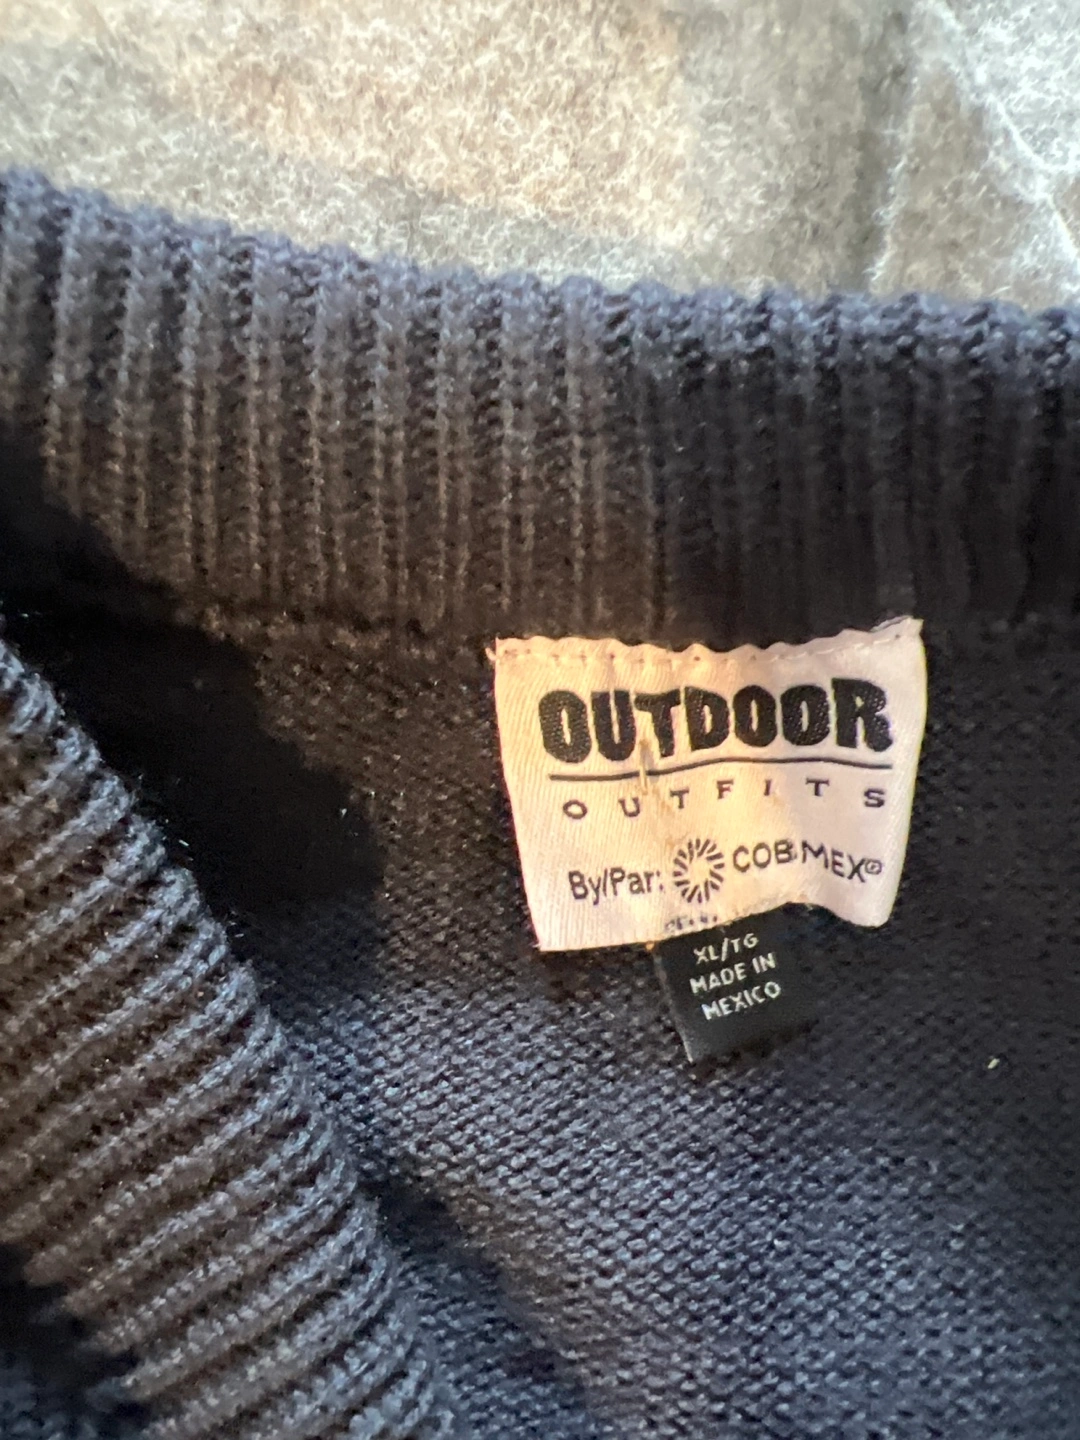 OUTDOOR
OUTFITS
By/Par: COBMEX©
XL/TG
MADE IN
MEXICO